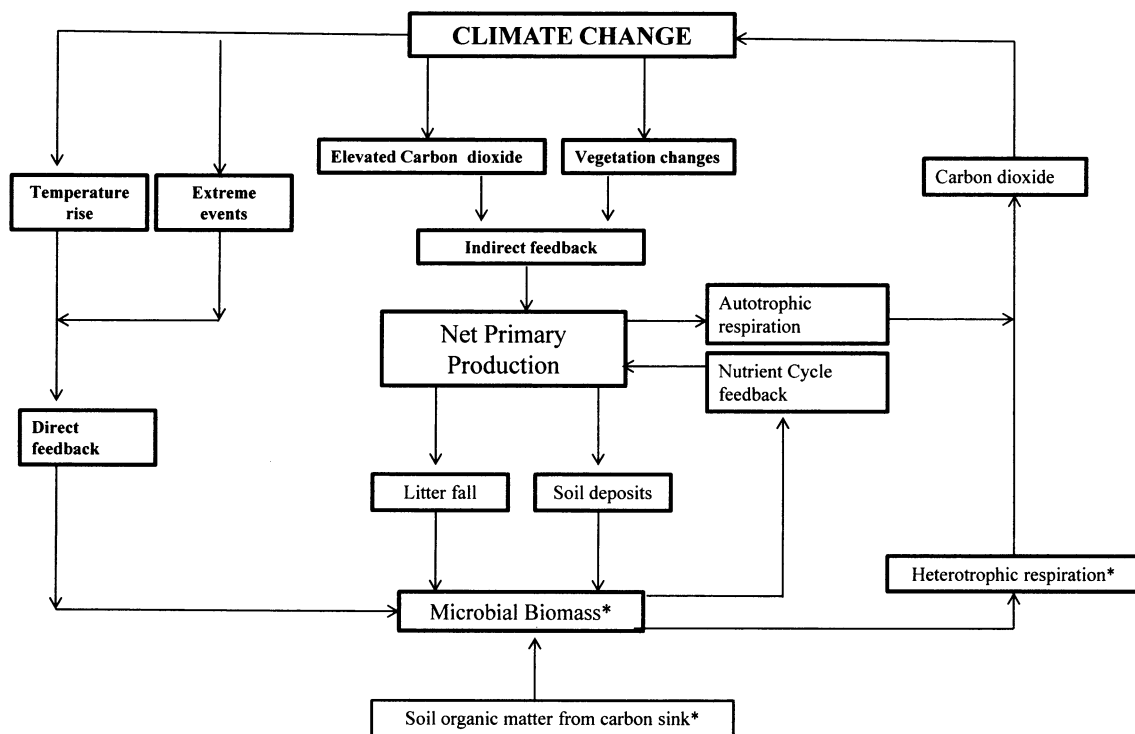 CLIMATE CHANGE
Elevated Carbon dioxide
Vegetation changes
Carbon dioxide
Temperature
rise
Extreme
events
Indirect feedback
Autotrophic
respiration
Net Primary
Production
Nutrient Cycle
feedback
Direct
feedback
Litter fall
Soil deposits
Heterotrophic respiration*
Microbial Biomass*
Soil organic matter from carbon sink*